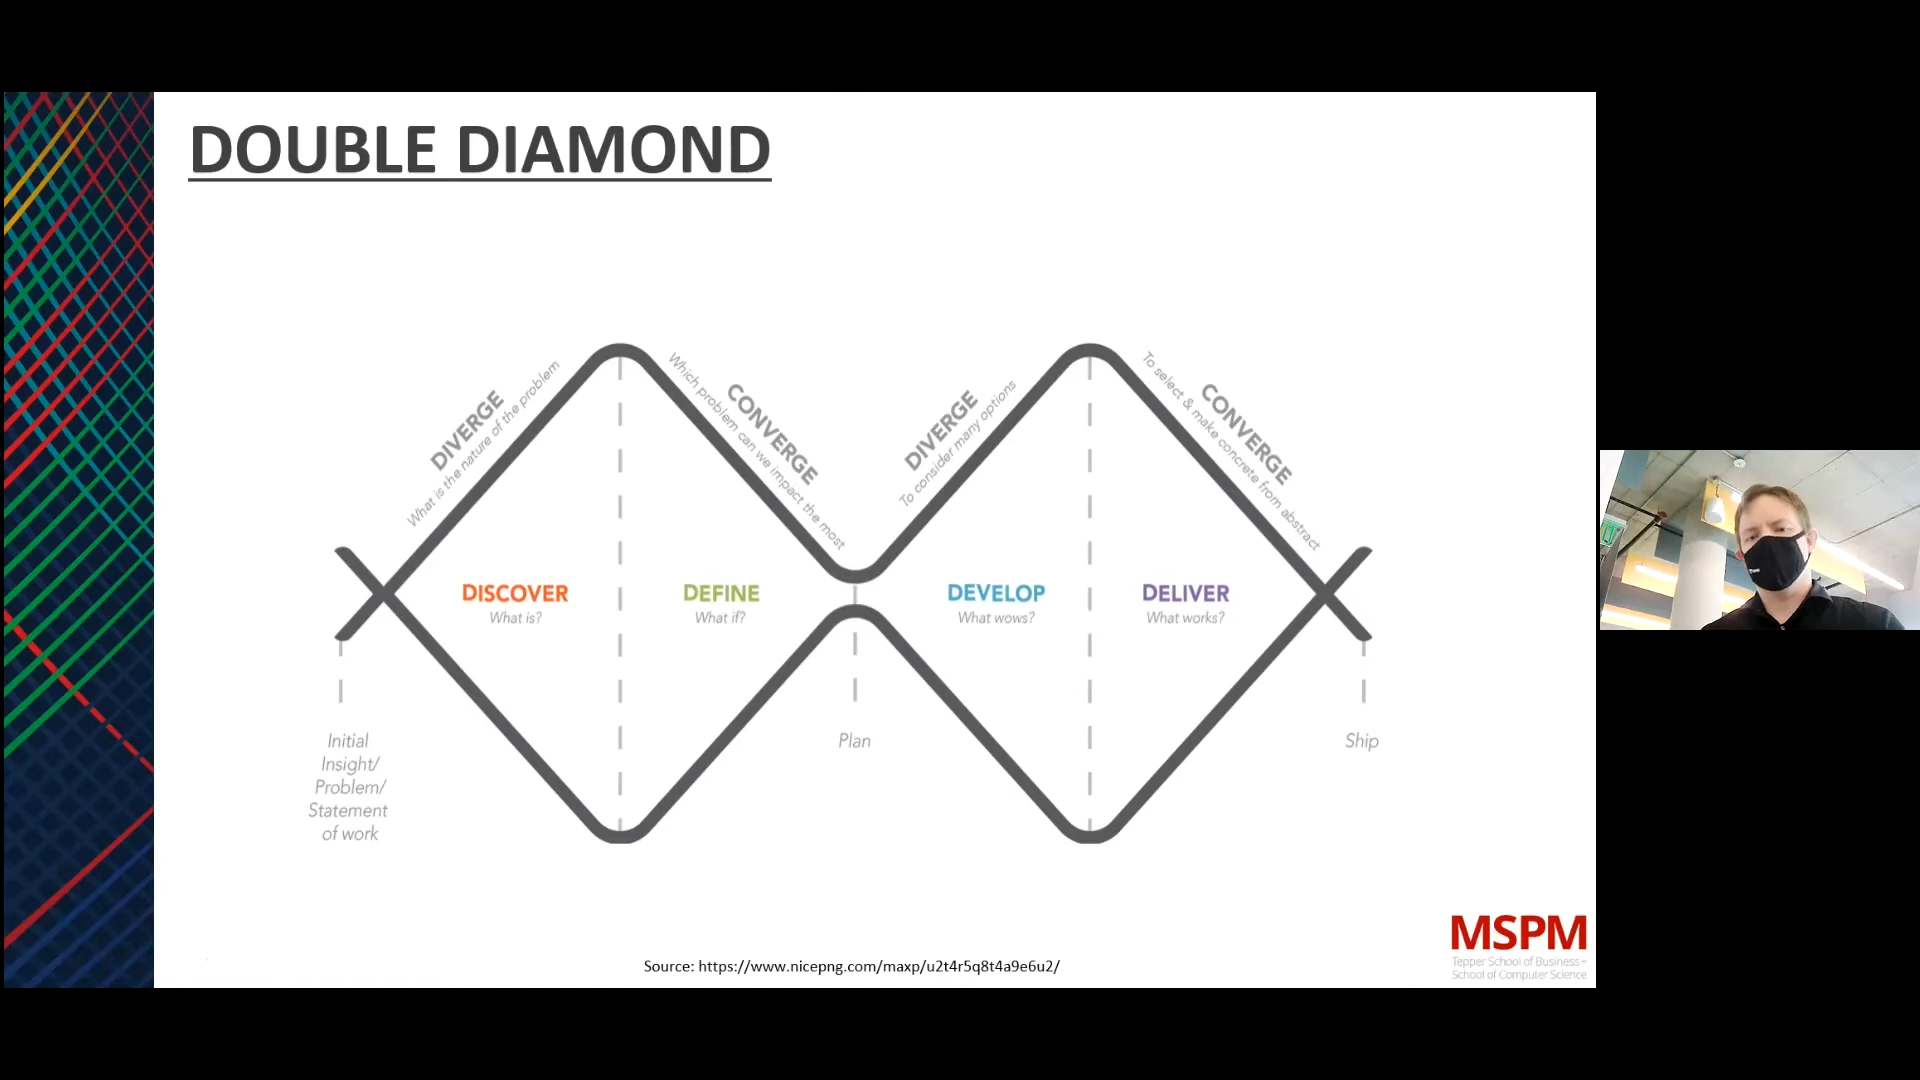 DOUBLE DIAMOND
DIVERGE
What is the nature of the problem
CONVERGE
Which problem can we impact the most
DIVERGE
To consider many options
CONVERGE
To select & make concrete from abstract
DISCOVER
What is?
DEFINE
What if?
DEVELOP
What wows?
DELIVER
What works?
Initial
Insight/
Problem/
Statement
of work
Plan
Ship
Source: https://www.nicepng.com/maxp/u2t4r5q8t4a9e6u2/
MSPM
Tepper School of Business –
School of Computer Science